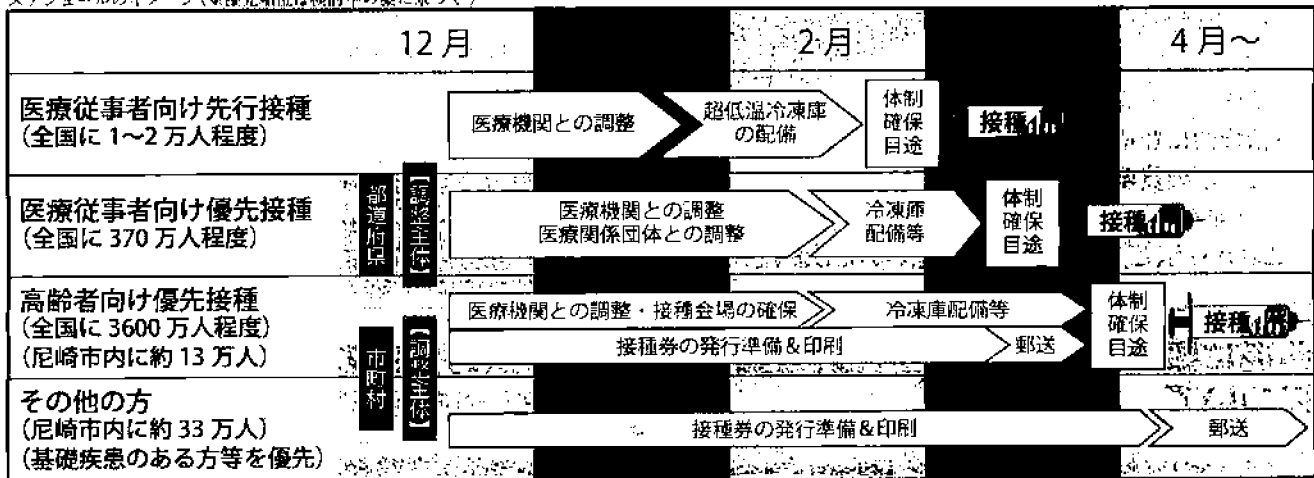 12月
2月
4月～
医療従事者向け先行接種
(全国に 1～2 万人程度)
医療機関との調整
超低温冷凍庫
の配備
体制
確保
目途
接種
医療従事者向け優先接種
(全国に 370 万人程度)
都道府県
【調整主体】
医療機関との調整
医療関係団体との調整
冷凍庫
配備等
体制
確保
目途
接種
高齢者向け優先接種
(全国に 3600 万人程度)
(尼崎市内に約 13 万人)
市町村
【調整主体】
医療機関との調整・接種会場の確保
冷凍庫配備等
接種券の発行準備&印刷
郵送
体制
確保
目途
接種
その他の方
(尼崎市内に約 33 万人)
(基礎疾患のある方等を優先)
接種券の発行準備&印刷
郵送